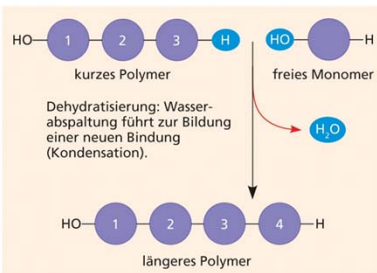 HO 1 2 3 H HO H
kurzes Polymer freies Monomer
Dehydratisierung: Wasser-
abspaltung führt zur Bildung
einer neuen Bindung
(Kondensation).
H₂O
HO 1 2 3 4 H
längeres Polymer